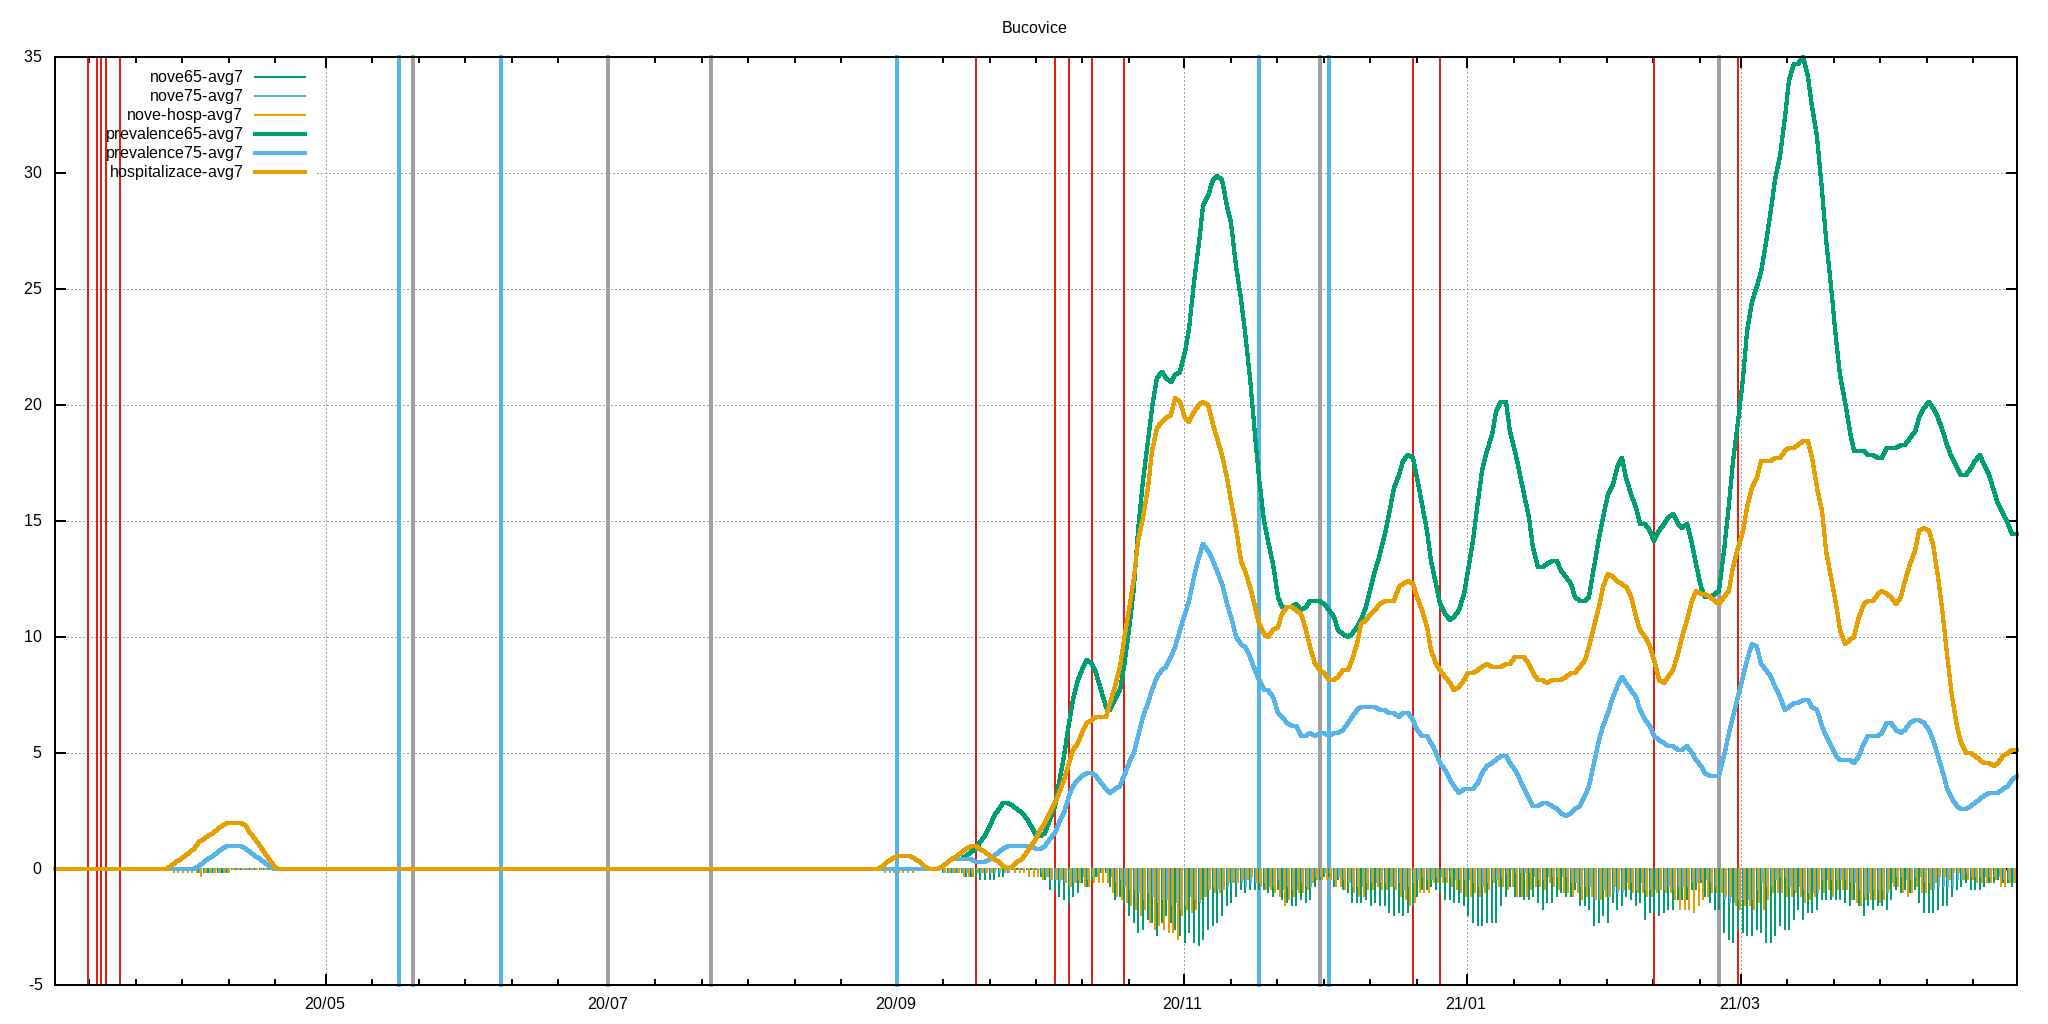 Bucovice
35
30
25
20
15
10
5
0
-5
nove65-avg7
nove75-avg7
nove-hosp-avg7
prevalence65-avg7
prevalence75-avg7
hospitalizace-avg7
20/05 20/07 20/09 20/11 21/01 21/03